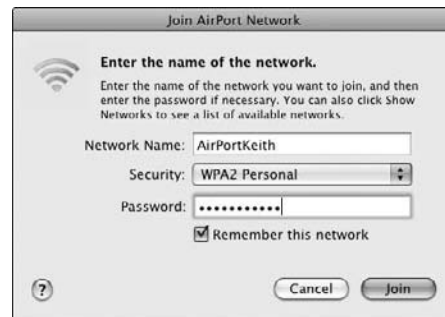 Join AirPort Network
Enter the name of the network.
Enter the name of the network you want to join, and then
enter the password if necessary. You can also click Show
Networks to see a list of available networks.
Network Name: AirPortKeith
Security: WPA2 Personal
Password: •••••••••••
Remember this network
? Cancel Join